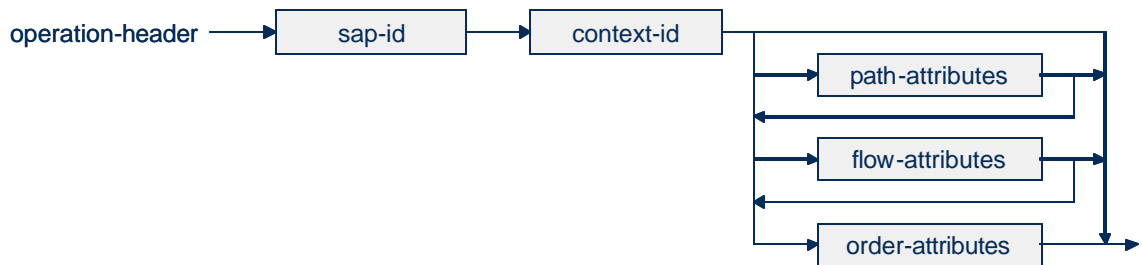 operation-header sap-id context-id
path-attributes
flow-attributes
order-attributes